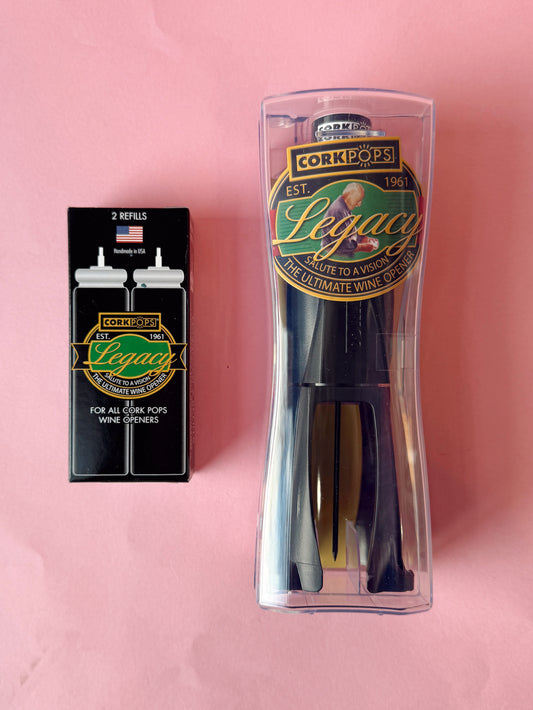 2 REFILLS
Handmade in USA
CORKPOPS
EST. 1961
Legacy
SALUTE TO A VISION
THE ULTIMATE WINE OPENER
FOR ALL CORK POPS
WINE OPENERS
CORKPOPS
CORKPOPS
EST. 1961
Legacy
SALUTE TO A VISION
THE ULTIMATE WINE OPENER